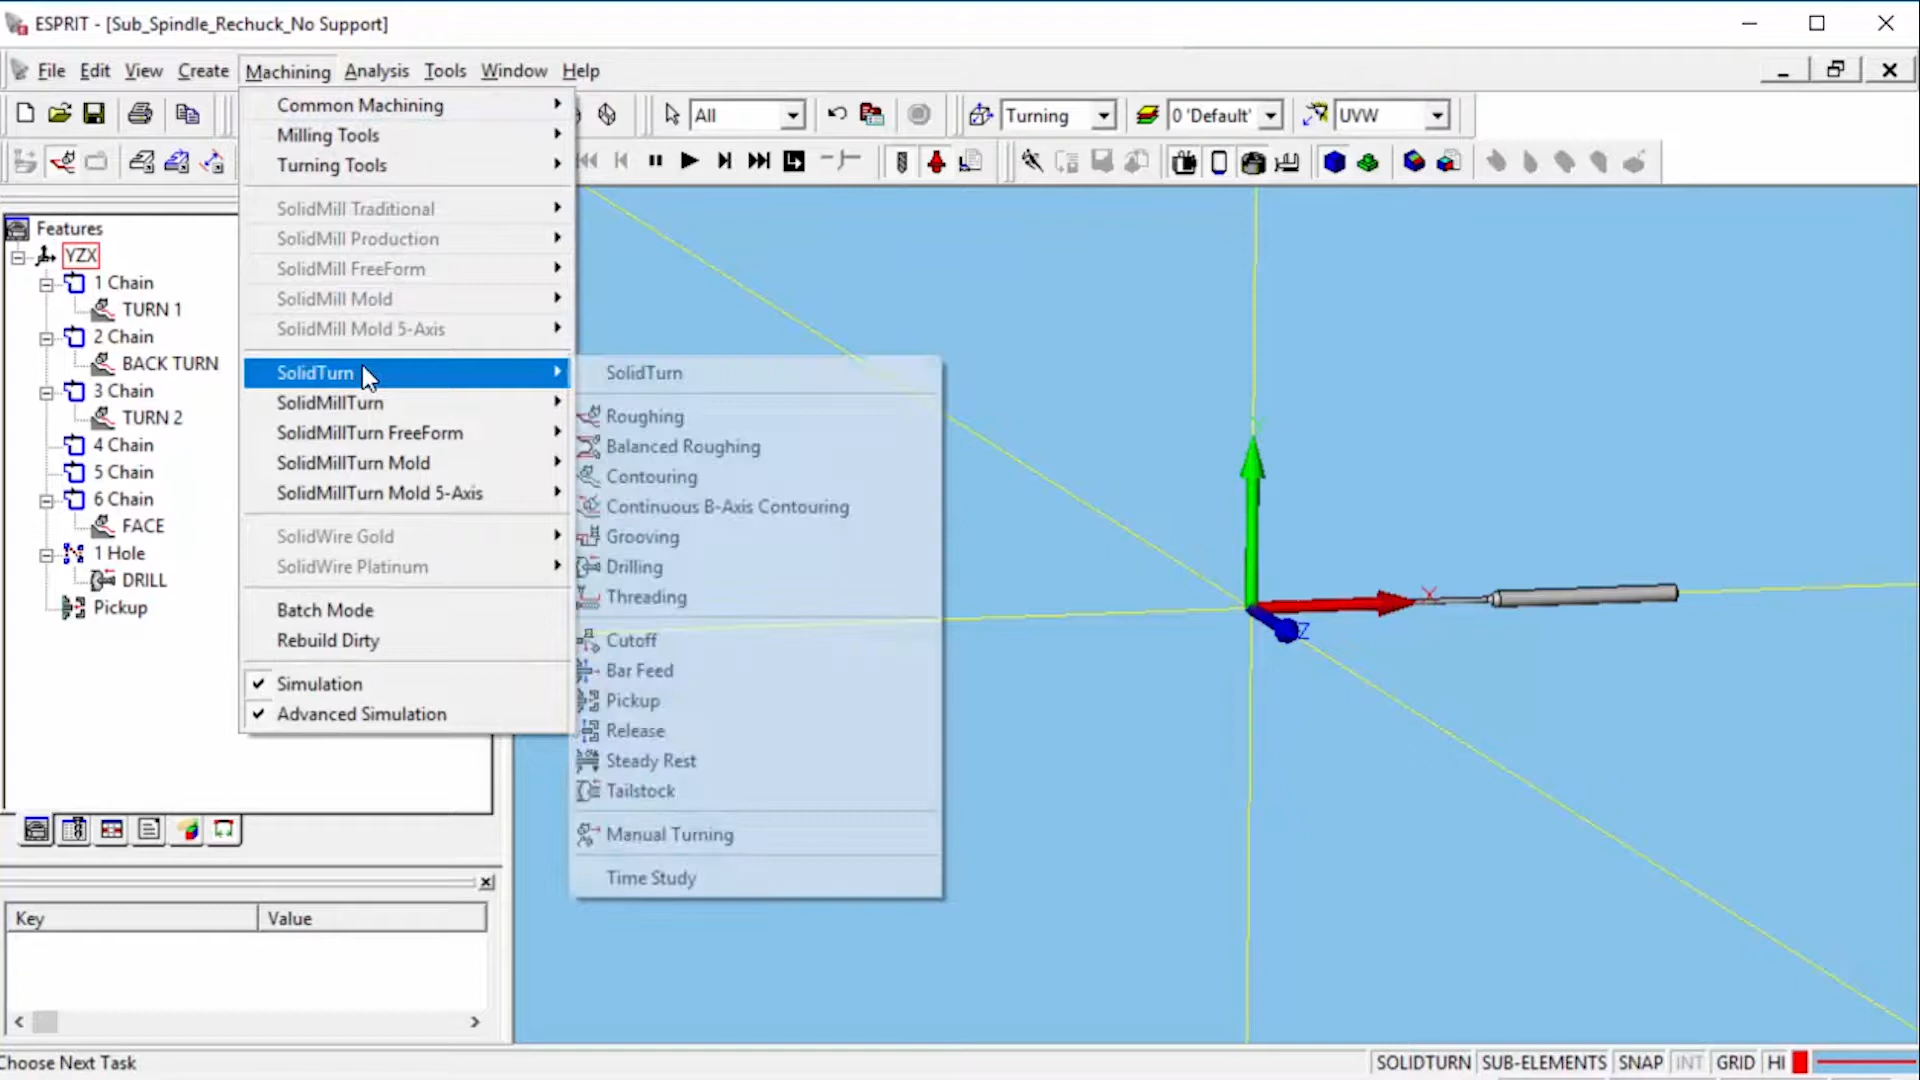 ESPRIT - [Sub_Spindle_Rechuck_No Support]
File Edit View Create Machining Analysis Tools Window Help
All
Turning
0 'Default'
UVW
Common Machining
Milling Tools
Turning Tools
SolidMill Traditional
SolidMill Production
SolidMill FreeForm
SolidMill Mold
SolidMill Mold 5-Axis
SolidTurn
SolidMillTurn
SolidMillTurn FreeForm
SolidMillTurn Mold
SolidMillTurn Mold 5-Axis
SolidWire Gold
SolidWire Platinum
Batch Mode
Rebuild Dirty
Simulation
Advanced Simulation
SolidTurn
Roughing
Balanced Roughing
Contouring
Continuous B-Axis Contouring
Grooving
Drilling
Threading
Cutoff
Bar Feed
Pickup
Release
Steady Rest
Tailstock
Manual Turning
Time Study
Features
YZX
1 Chain
TURN 1
2 Chain
BACK TURN
3 Chain
TURN 2
4 Chain
5 Chain
6 Chain
FACE
1 Hole
DRILL
Pickup
X
Z
Key Value
Choose Next Task
SOLIDTURN SUB-ELEMENTS SNAP INT GRID HI